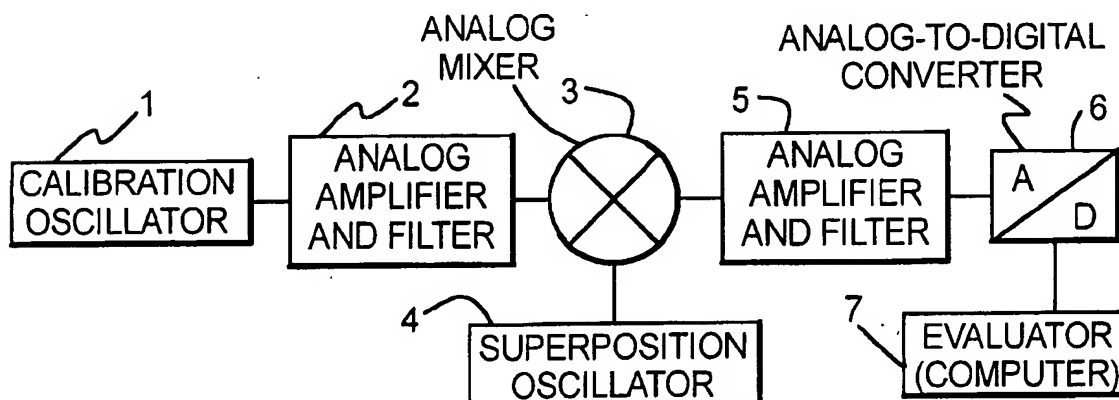 ANALOG
MIXER
ANALOG-TO-DIGITAL
CONVERTER
1
2
3
5
6
CALIBRATION
OSCILLATOR
ANALOG
AMPLIFIER
AND FILTER
ANALOG
AMPLIFIER
AND FILTER
A
D
4
SUPERPOSITION
OSCILLATOR
7
EVALUATOR
(COMPUTER)